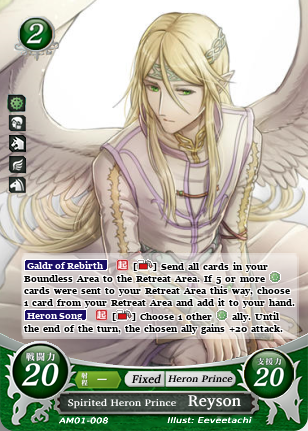 2
Galdr of Rebirth 起 [ ] Send all cards in your
Boundless Area to the Retreat Area. If 5 or more
cards were sent to your Retreat Area this way, choose
1 card from your Retreat Area and add it to your hand.
Heron Song 起 [ ] Choose 1 other ally. Until
the end of the turn, the chosen ally gains +20 attack.
戦闘力 20
射程 一
Fixed Heron Prince
支援力 20
Spirited Heron Prince Reyson
AM01-008 Illust: Eeveetachi